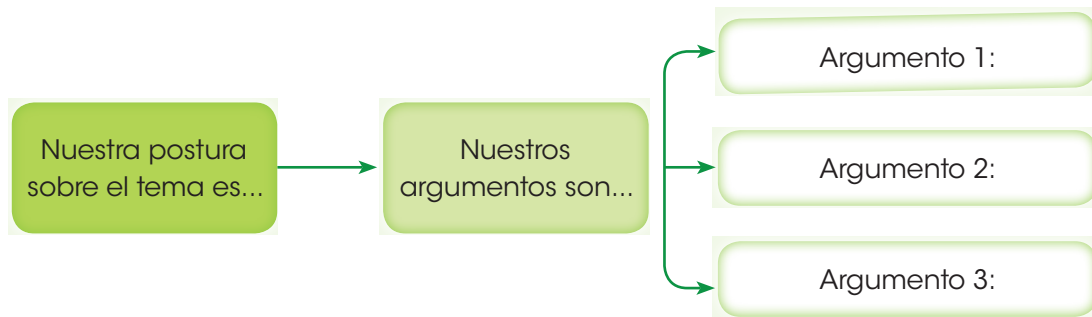 Nuestra postura
sobre el tema es...
Nuestros
argumentos son...
Argumento 1:
Argumento 2:
Argumento 3: